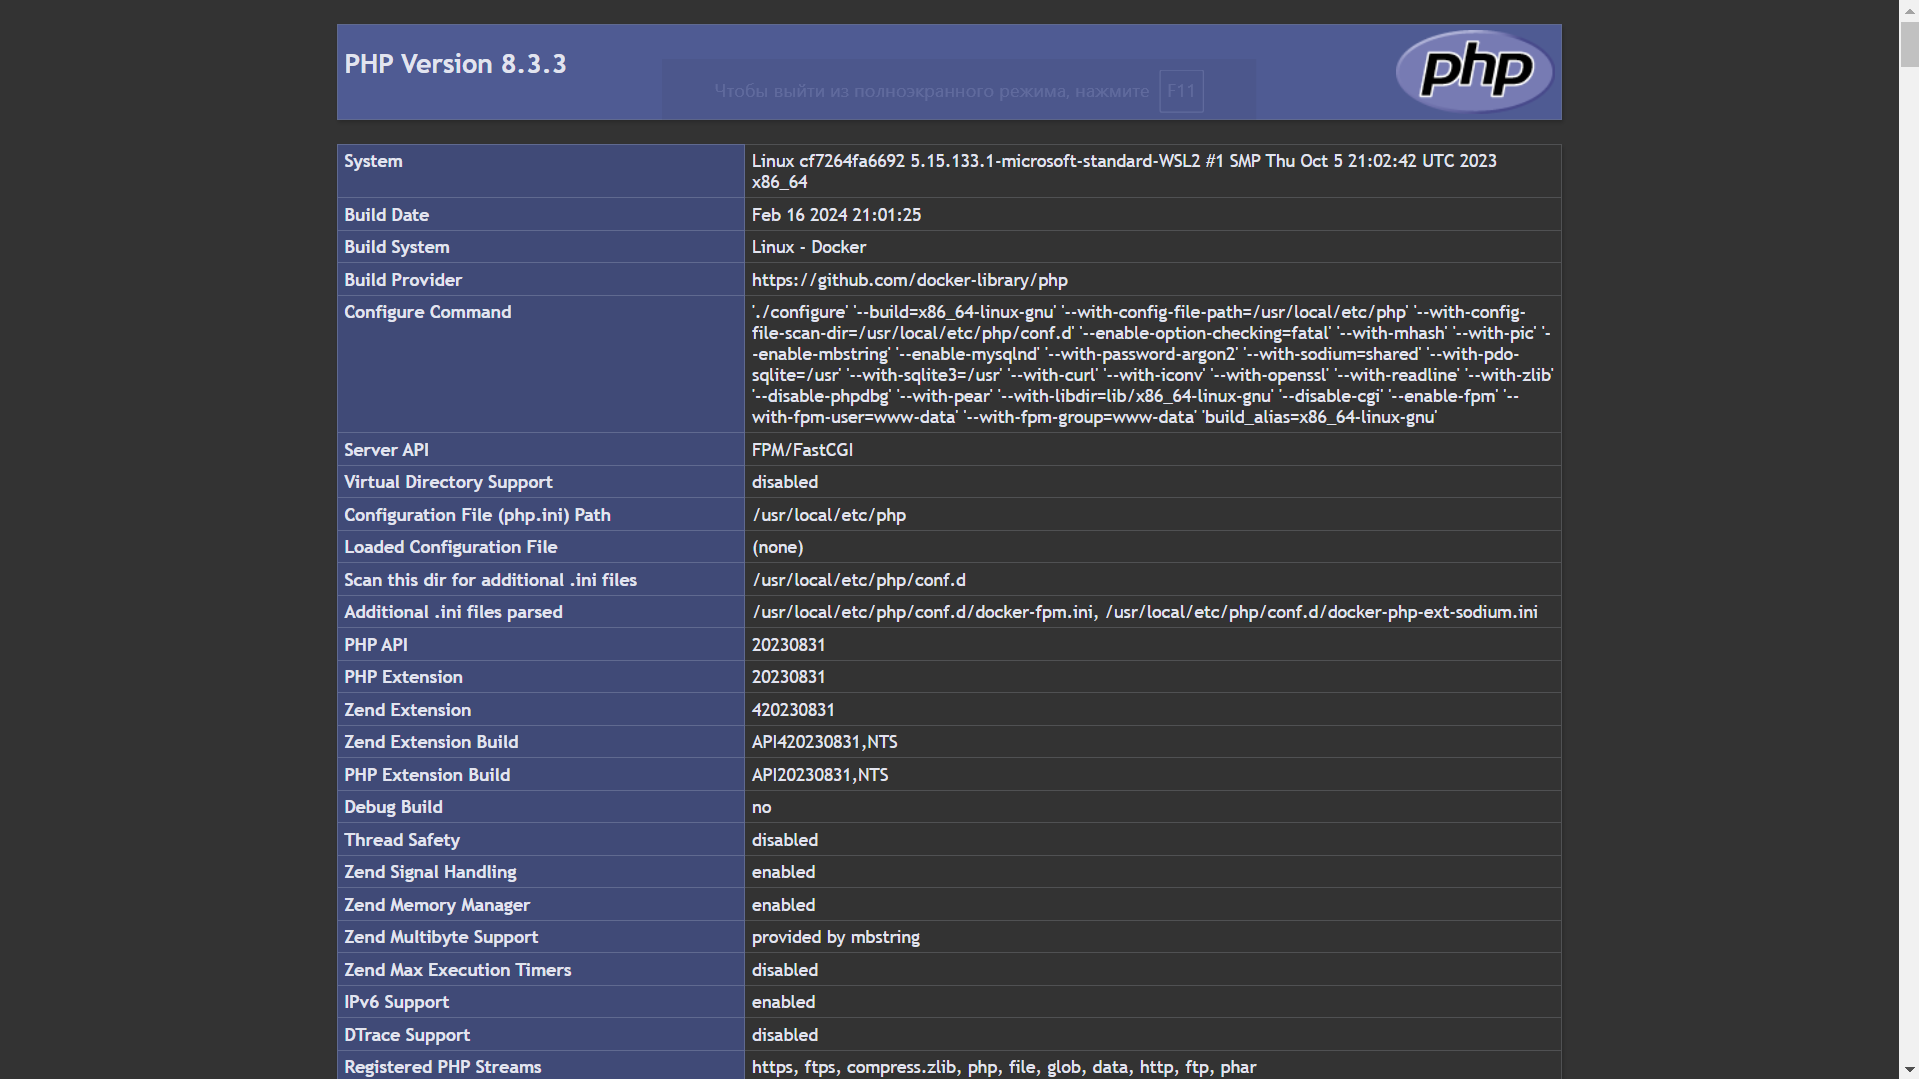 PHP Version 8.3.3
php
Чтобы выйти из полноэкранного режима, нажмите F11
System Linux cf7264fa6692 5.15.133.1-microsoft-standard-WSL2 #1 SMP Thu Oct 5 21:02:42 UTC 2023
x86_64
Build Date Feb 16 2024 21:01:25
Build System Linux - Docker
Build Provider https://github.com/docker-library/php
Configure Command './configure' '--build=x86_64-linux-gnu' '--with-config-file-path=/usr/local/etc/php' '--with-config-
file-scan-dir=/usr/local/etc/php/conf.d' '--enable-option-checking=fatal' '--with-mhash' '--with-pic' '-
-enable-mbstring' '--enable-mysqlnd' '--with-password-argon2' '--with-sodium=shared' '--with-pdo-
sqlite=/usr' '--with-sqlite3=/usr' '--with-curl' '--with-iconv' '--with-openssl' '--with-readline' '--with-zlib'
'--disable-phpdbg' '--with-pear' '--with-libdir=lib/x86_64-linux-gnu' '--disable-cgi' '--enable-fpm' '--
with-fpm-user=www-data' '--with-fpm-group=www-data' 'build_alias=x86_64-linux-gnu'
Server API FPM/FastCGI
Virtual Directory Support disabled
Configuration File (php.ini) Path /usr/local/etc/php
Loaded Configuration File (none)
Scan this dir for additional .ini files /usr/local/etc/php/conf.d
Additional .ini files parsed /usr/local/etc/php/conf.d/docker-fpm.ini, /usr/local/etc/php/conf.d/docker-php-ext-sodium.ini
PHP API 20230831
PHP Extension 20230831
Zend Extension 420230831
Zend Extension Build API420230831,NTS
PHP Extension Build API20230831,NTS
Debug Build no
Thread Safety disabled
Zend Signal Handling enabled
Zend Memory Manager enabled
Zend Multibyte Support provided by mbstring
Zend Max Execution Timers disabled
IPv6 Support enabled
DTrace Support disabled
Registered PHP Streams https, ftps, compress.zlib, php, file, glob, data, http, ftp, phar